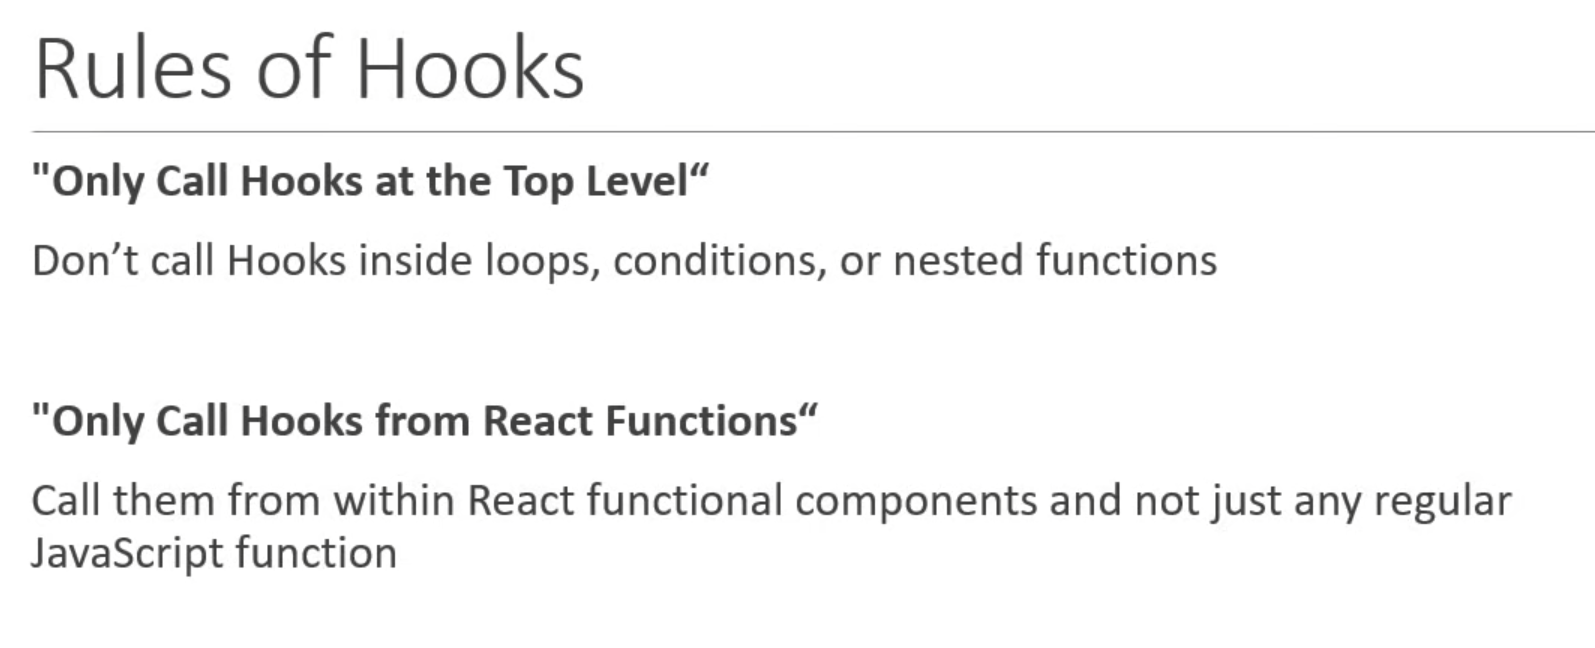 Rules of Hooks
"Only Call Hooks at the Top Level“
Don’t call Hooks inside loops, conditions, or nested functions
"Only Call Hooks from React Functions“
Call them from within React functional components and not just any regular
JavaScript function